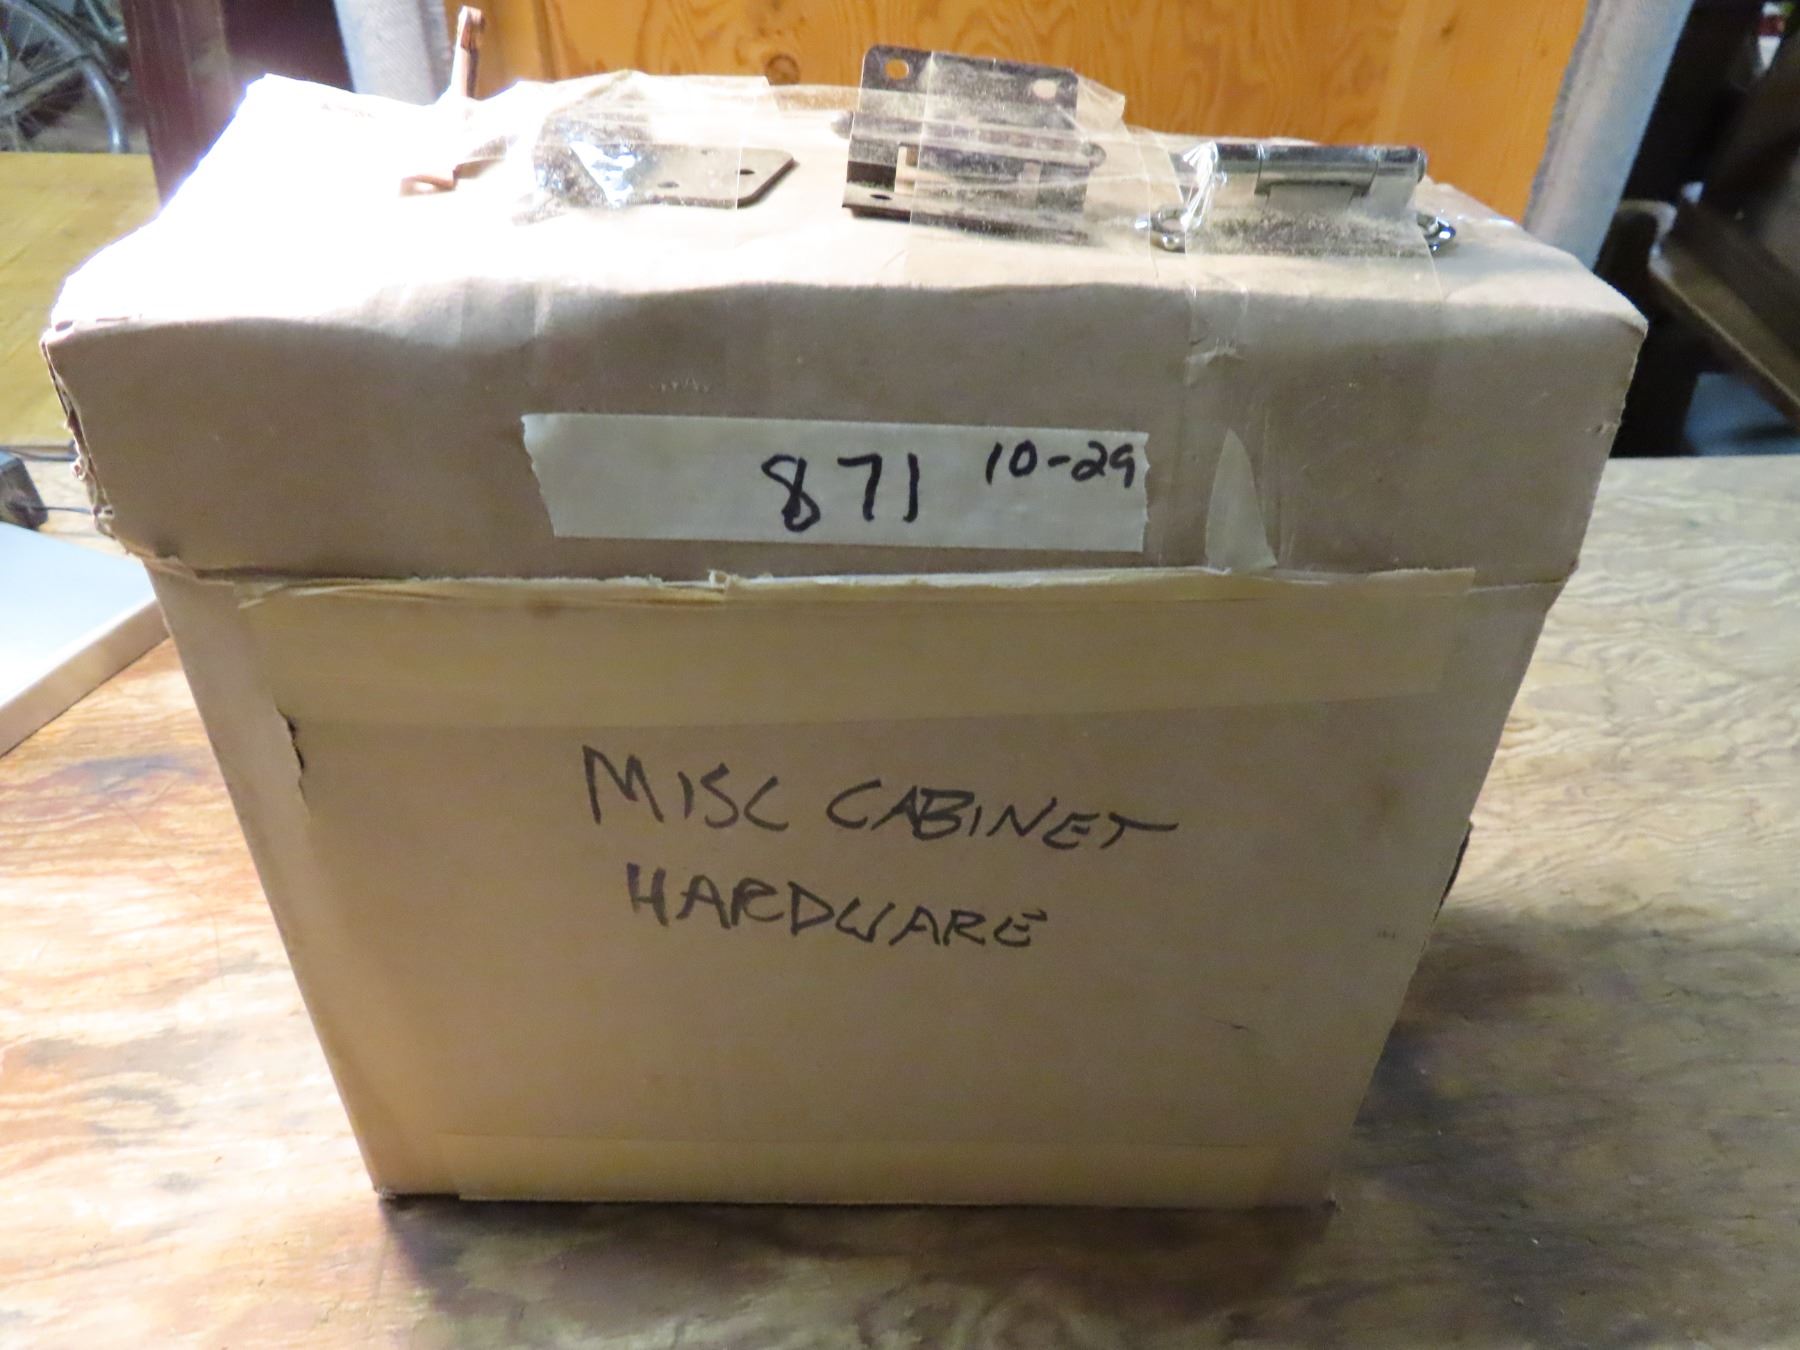 871 10-29
MISC CABINET
HARDWARE